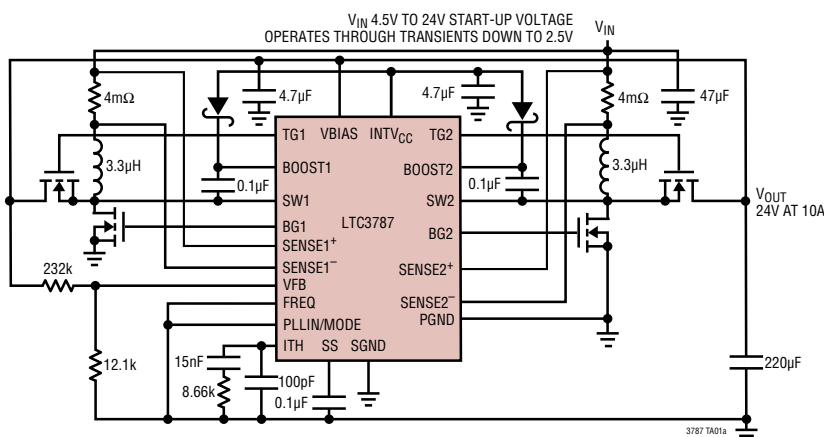 VIN 4.5V TO 24V START-UP VOLTAGE
OPERATES THROUGH TRANSIENTS DOWN TO 2.5V
VIN
4mΩ
4.7µF
4.7µF
4mΩ
47µF
TG1
VBIAS
INTVCC
TG2
3.3µH
3.3µH
BOOST1
BOOST2
0.1µF
0.1µF
SW1
LTC3787
SW2
VOUT
24V AT 10A
BG1
BG2
SENSE1+
SENSE1–
SENSE2+
232k
VFB
FREQ
SENSE2–
PLLIN/MODE
PGND
ITH
SS
SGND
12.1k
15nF
8.66k
100pF
0.1µF
220µF
3787 TA01a